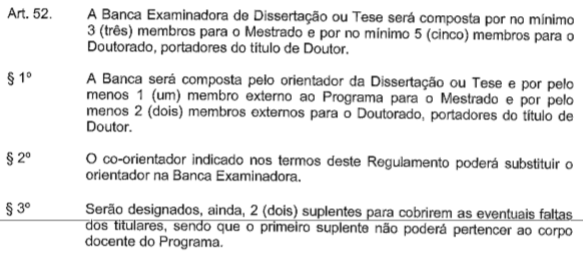 Art. 52. A Banca Examinadora de Dissertação ou Tese será composta por no mínimo
3 (três) membros para o Mestrado e por no mínimo 5 (cinco) membros para o
Doutorado, portadores do título de Doutor.
§ 1º A Banca será composta pelo orientador da Dissertação ou Tese e por pelo
menos 1 (um) membro externo ao Programa para o Mestrado e por pelo
menos 2 (dois) membros externos para o Doutorado, portadores do título de
Doutor.
§ 2º O co-orientador indicado nos termos deste Regulamento poderá substituir o
orientador na Banca Examinadora.
§ 3º Serão designados, ainda, 2 (dois) suplentes para cobrirem as eventuais faltas
dos titulares, sendo que o primeiro suplente não poderá pertencer ao corpo
docente do Programa.